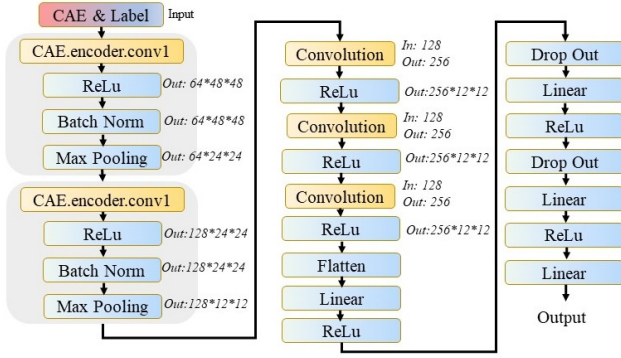 CAE & Label
Input
CAE.encoder.conv1
ReLu
Out: 64*48*48
Batch Norm
Out: 64*48*48
Max Pooling
Out: 64*24*24
CAE.encoder.conv1
ReLu
Out:128*24*24
Batch Norm
Out:128*24*24
Max Pooling
Out:128*12*12
Convolution
In: 128
Out: 256
ReLu
Out:256*12*12
Convolution
In: 128
Out: 256
ReLu
Out:256*12*12
Convolution
In: 128
Out: 256
ReLu
Out:256*12*12
Flatten
Linear
ReLu
Drop Out
Linear
ReLu
Drop Out
Linear
ReLu
Linear
Output